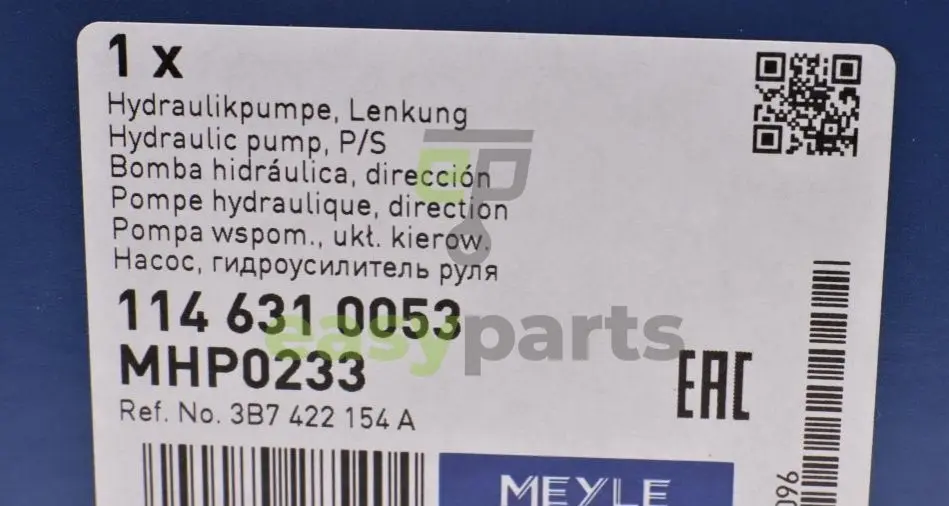 1 x
Hydraulikpumpe, Lenkung
Hydraulic pump, P/S
Bomba hidráulica, dirección
Pompe hydraulique, direction
Pompa wspom., ukł. kierow.
Насос, гидроусилитель руля
114 631 0053
easyparts
MHP0233
EAC
Ref. No. 3B7 422 154 A
MEYLE